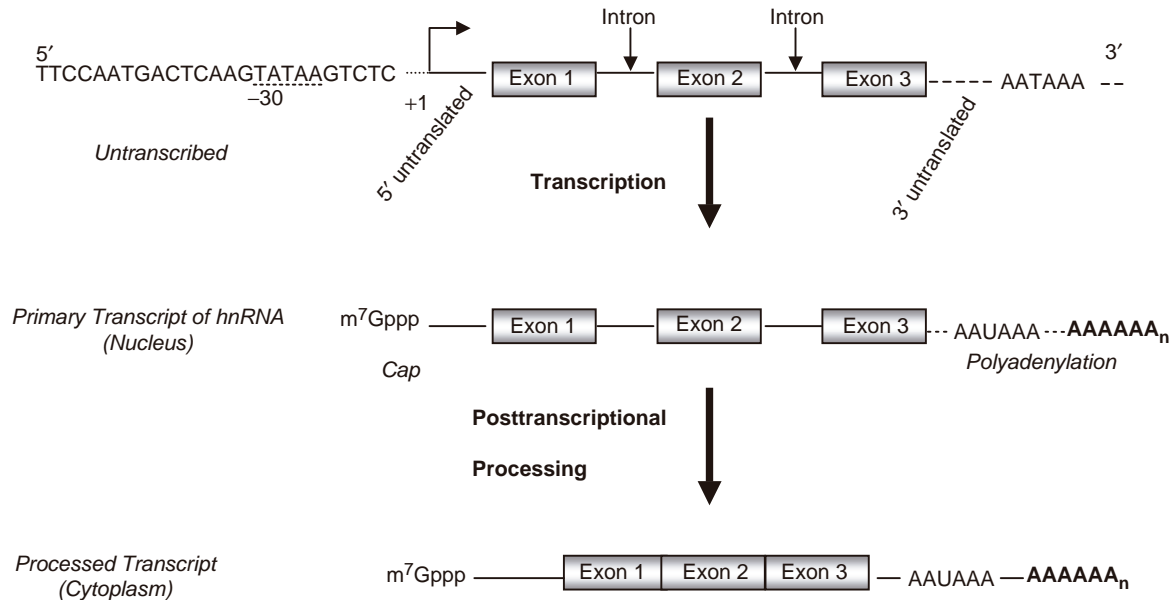 Intron Intron
5′ 3′
TTCCAATGACTCAAGTATAAGTCTC Exon 1 Exon 2 Exon 3 AATAAA
–30 +1
Untranscribed
5′ untranslated
3′ untranslated
Transcription
Primary Transcript of hnRNA
(Nucleus)
m⁷Gppp Exon 1 Exon 2 Exon 3 AAUAAA AAAAAAₙ
Cap Polyadenylation
Posttranscriptional
Processing
Processed Transcript
(Cytoplasm)
m⁷Gppp Exon 1 Exon 2 Exon 3 AAUAAA AAAAAAₙ